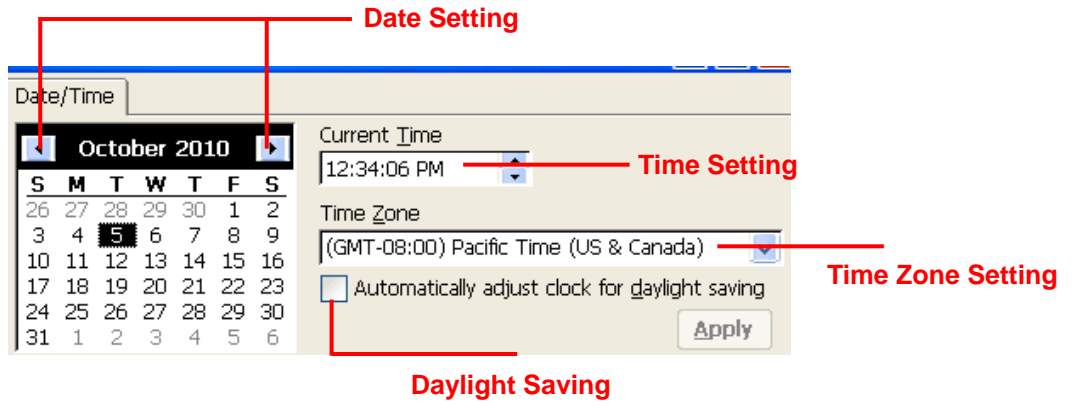 Date Setting
Date/Time
October 2010
S M T W T F S
26 27 28 29 30 1 2
3 4 5 6 7 8 9
10 11 12 13 14 15 16
17 18 19 20 21 22 23
24 25 26 27 28 29 30
31 1 2 3 4 5 6
Current Time
12:34:06 PM
Time Setting
Time Zone
(GMT-08:00) Pacific Time (US & Canada)
Time Zone Setting
Automatically adjust clock for daylight saving
Apply
Daylight Saving